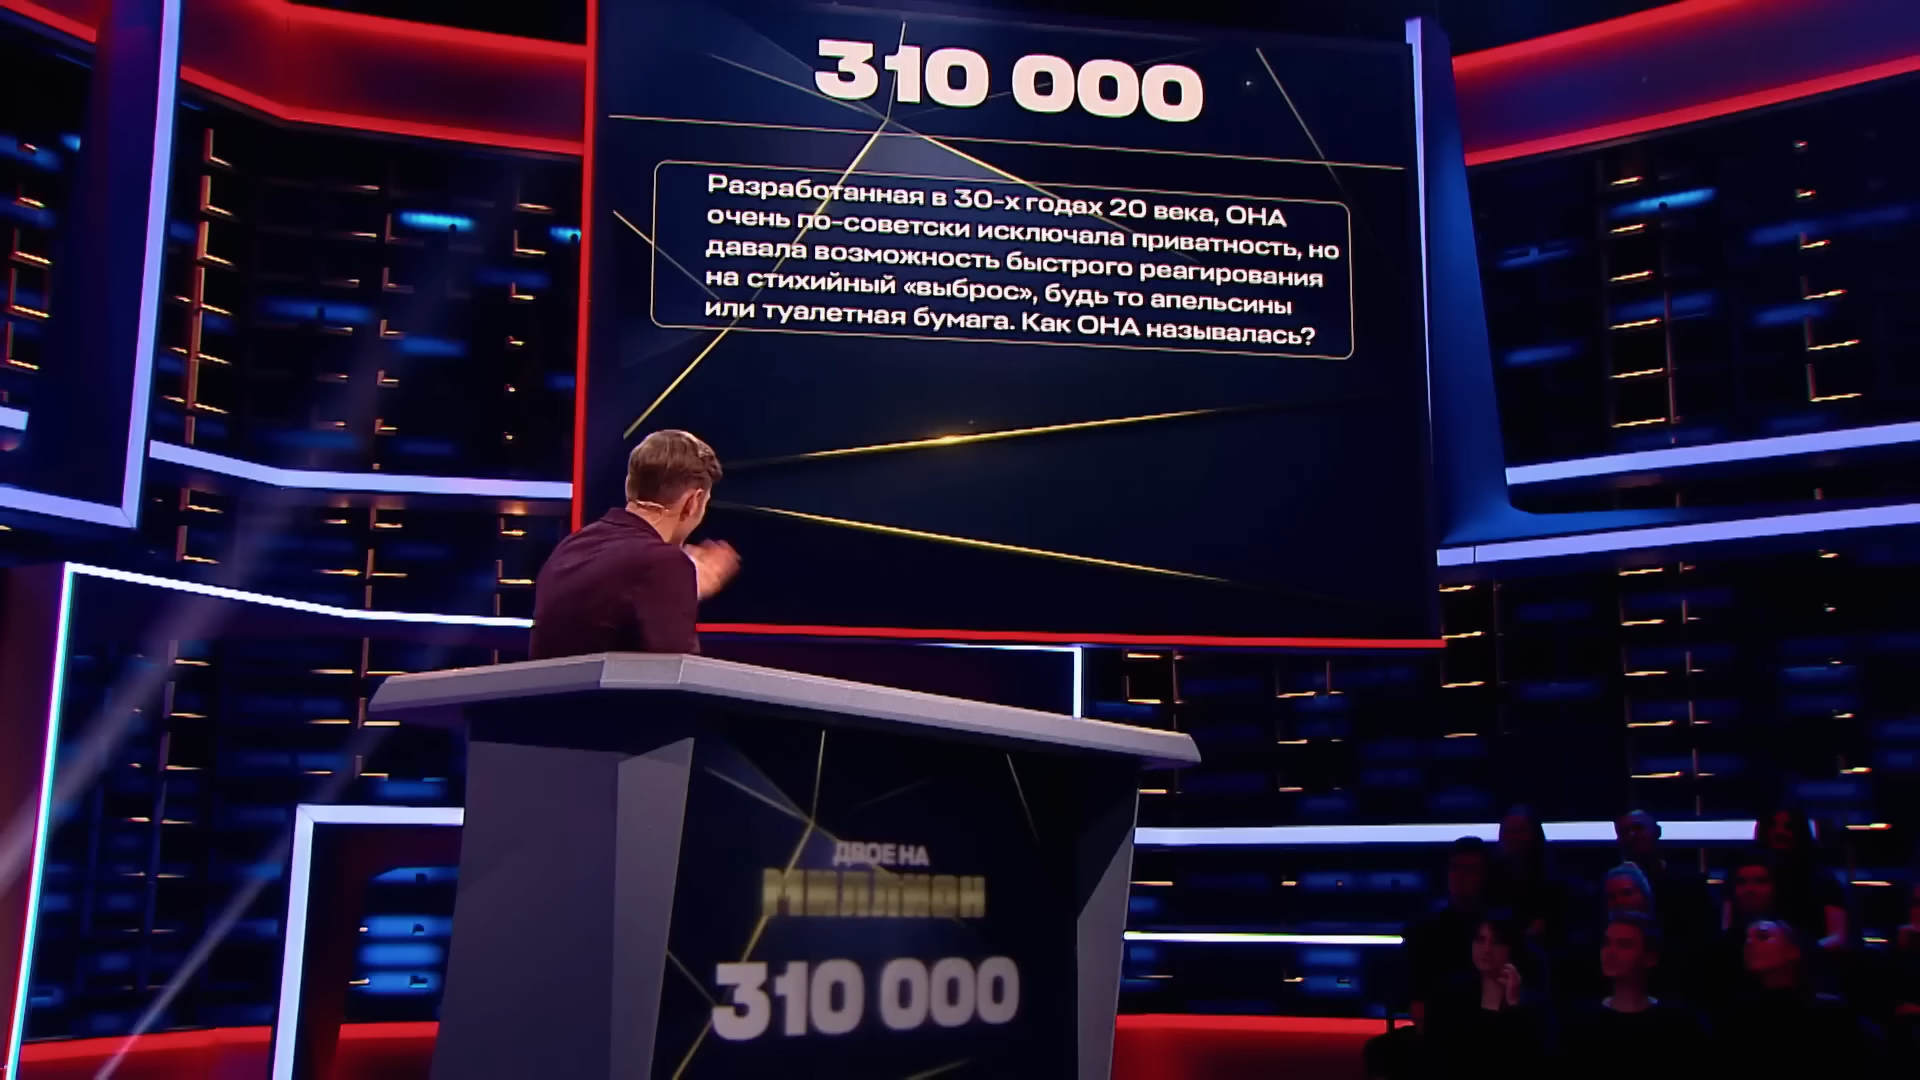 310 000
Разработанная в 30-х годах 20 века, ОНА
очень по-советски исключала приватность, но
давала возможность быстрого реагирования
на стихийный «выброс», будь то апельсины
или туалетная бумага. Как ОНА называлась?
ДВОЕ НА
МИЛЛИОН
310 000